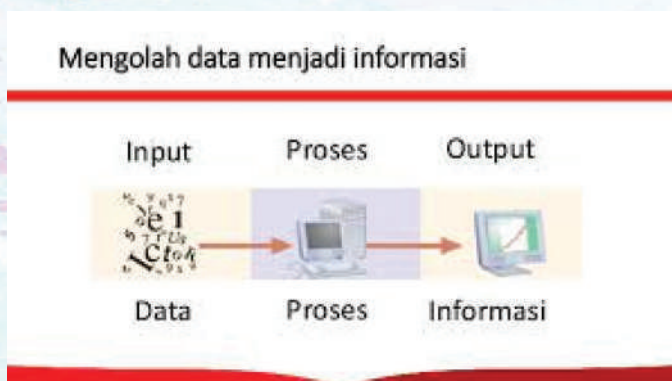 Mengolah data menjadi informasi
Input Proses Output
Data Proses Informasi